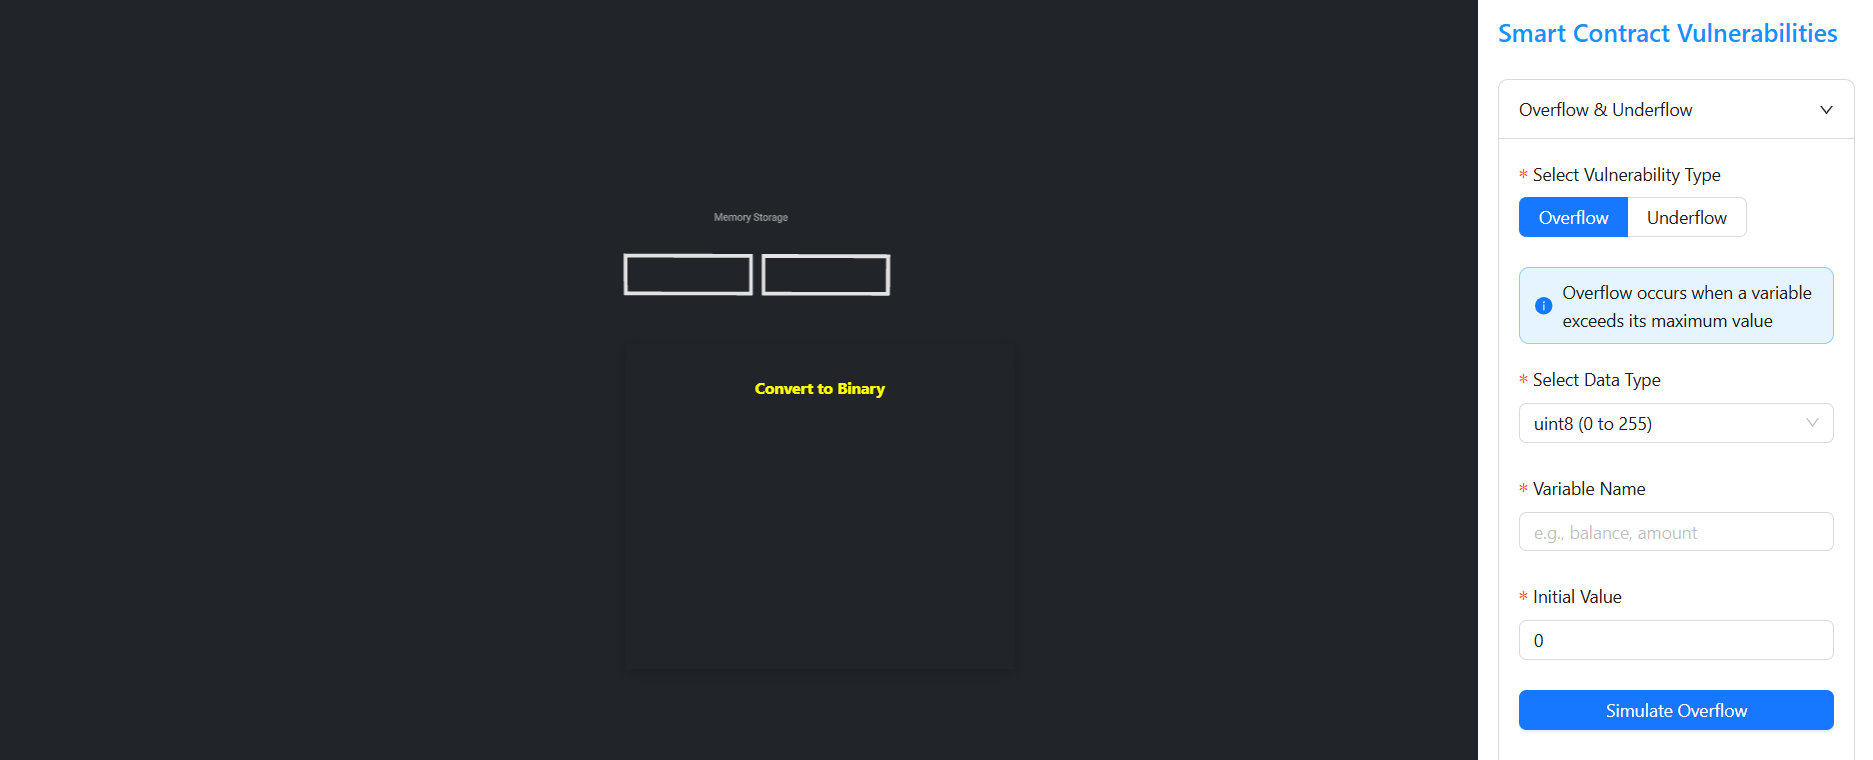 Memory Storage
Convert to Binary
Smart Contract Vulnerabilities
Overflow & Underflow
* Select Vulnerability Type
Overflow Underflow
Overflow occurs when a variable
exceeds its maximum value
* Select Data Type
uint8 (0 to 255)
* Variable Name
e.g., balance, amount
* Initial Value
0
Simulate Overflow